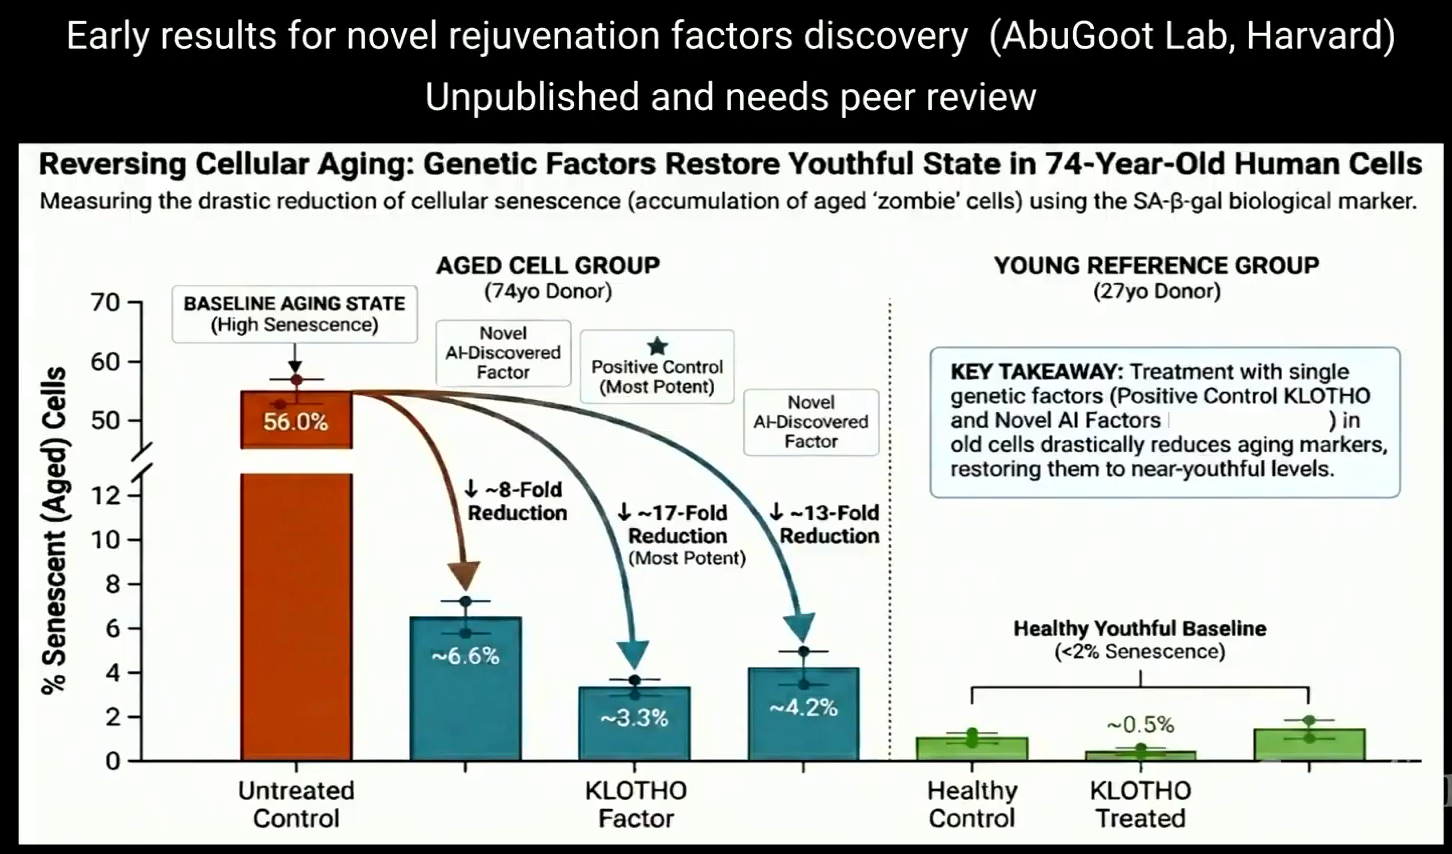 Early results for novel rejuvenation factors discovery (AbuGoot Lab, Harvard)
Unpublished and needs peer review
Reversing Cellular Aging: Genetic Factors Restore Youthful State in 74-Year-Old Human Cells
Measuring the drastic reduction of cellular senescence (accumulation of aged ‘zombie’ cells) using the SA-β-gal biological marker.
AGED CELL GROUP
(74yo Donor)
YOUNG REFERENCE GROUP
(27yo Donor)
% Senescent (Aged) Cells
70
60
50
12
10
8
6
4
2
0
BASELINE AGING STATE
(High Senescence)
Novel
AI-Discovered
Factor
Positive Control
(Most Potent)
Novel
AI-Discovered
Factor
56.0%
↓ ~8-Fold
Reduction
↓ ~17-Fold
Reduction
(Most Potent)
↓ ~13-Fold
Reduction
~6.6%
~3.3%
~4.2%
KEY TAKEAWAY: Treatment with single
genetic factors (Positive Control KLOTHO
and Novel AI Factors ) in
old cells drastically reduces aging markers,
restoring them to near-youthful levels.
Healthy Youthful Baseline
(<2% Senescence)
~0.5%
Untreated
Control
KLOTHO
Factor
Healthy
Control
KLOTHO
Treated